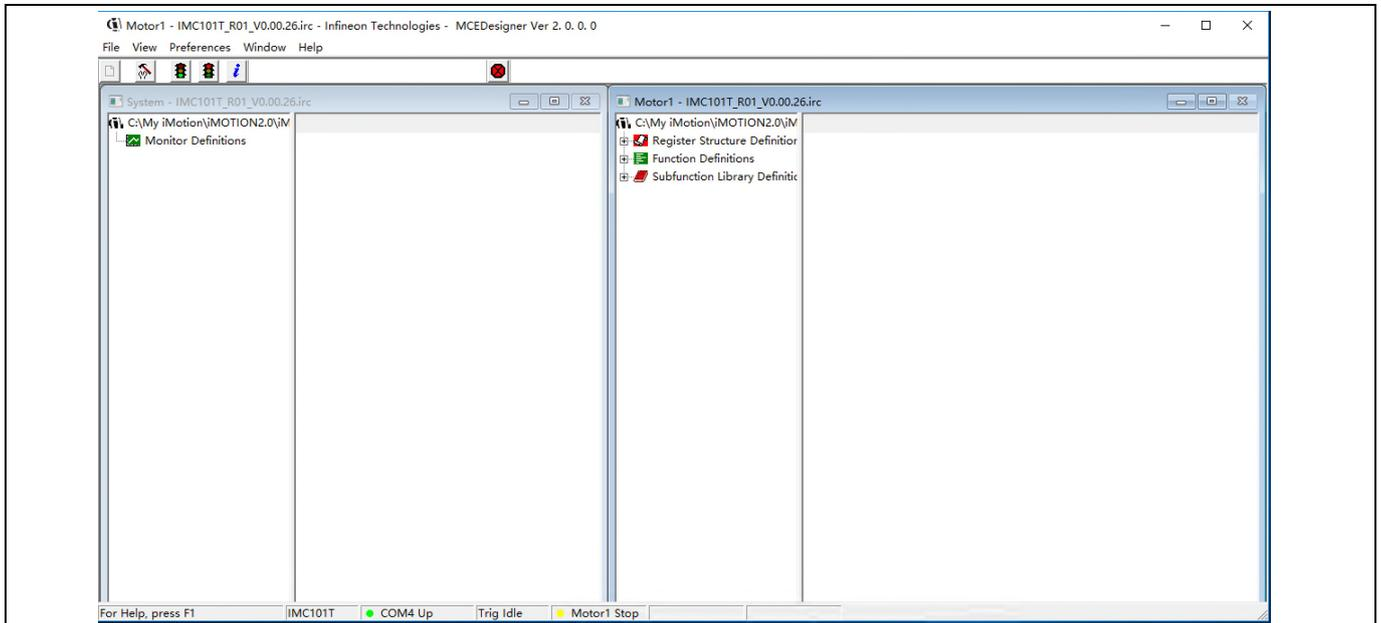 Motor1 - IMC101T_R01_V0.00.26.irc - Infineon Technologies - MCEDesigner Ver 2. 0. 0. 0
File View Preferences Window Help
System - IMC101T_R01_V0.00.26.irc
C:\My iMotion\iMOTION2.0\iM
Monitor Definitions
Motor1 - IMC101T_R01_V0.00.26.irc
C:\My iMotion\iMOTION2.0\iM
Register Structure Definitior
Function Definitions
Subfunction Library Definitic
For Help, press F1 IMC101T COM4 Up Trig Idle Motor1 Stop